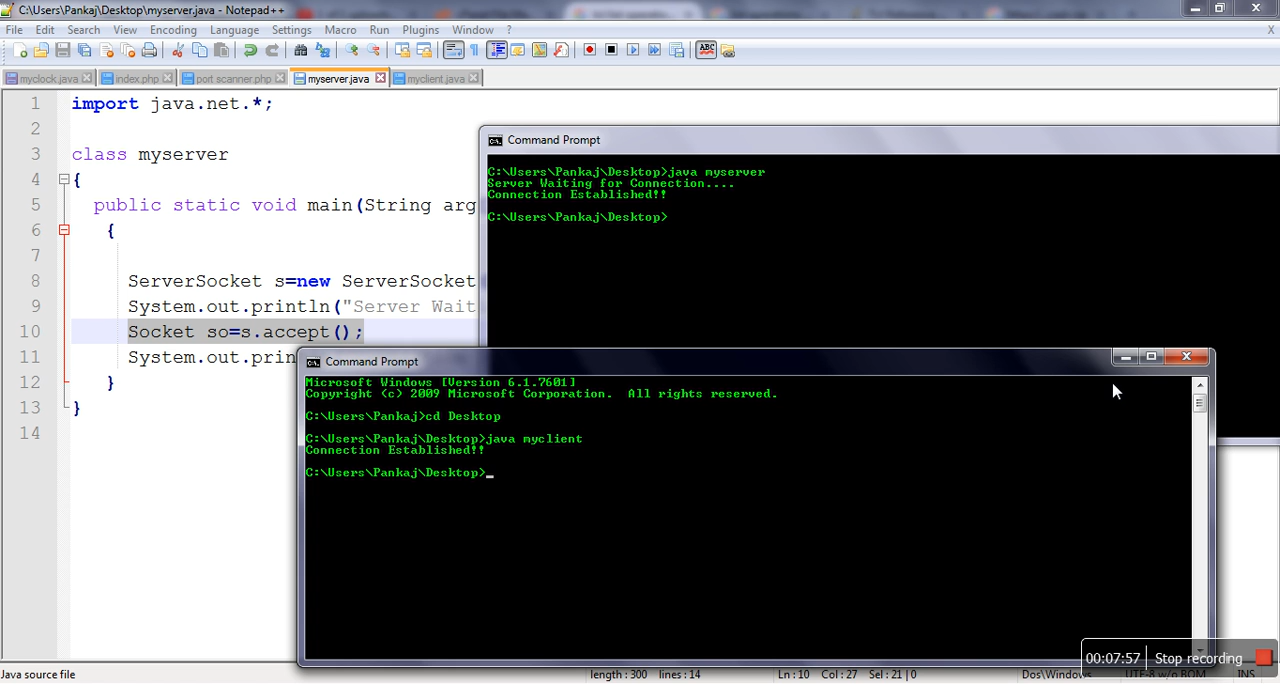 C:\Users\Pankaj\Desktop\myserver.java - Notepad++
File Edit Search View Encoding Language Settings Macro Run Plugins Window ? X
ABC
myclock.java index.php port scanner.php myserver.java myclient.java
1 import java.net.*;
2
3 class myserver
4 {
5 public static void main(String arg
6 {
7
8 ServerSocket s=new ServerSocket
9 System.out.println("Server Wait
10 Socket so=s.accept();
11 System.out.prin
12 }
13 }
14
Command Prompt
C:\Users\Pankaj\Desktop>java myserver
Server Waiting for Connection....
Connection Established!!
C:\Users\Pankaj\Desktop>
Command Prompt
Microsoft Windows [Version 6.1.7601]
Copyright (c) 2009 Microsoft Corporation. All rights reserved.
C:\Users\Pankaj>cd Desktop
C:\Users\Pankaj\Desktop>java myclient
Connection Established!!
C:\Users\Pankaj\Desktop>_
00:07:57 Stop recording
Java source file length : 300 lines : 14 Ln : 10 Col : 27 Sel : 21 | 0 Dos\Windows UTF-8 w/o BOM INS